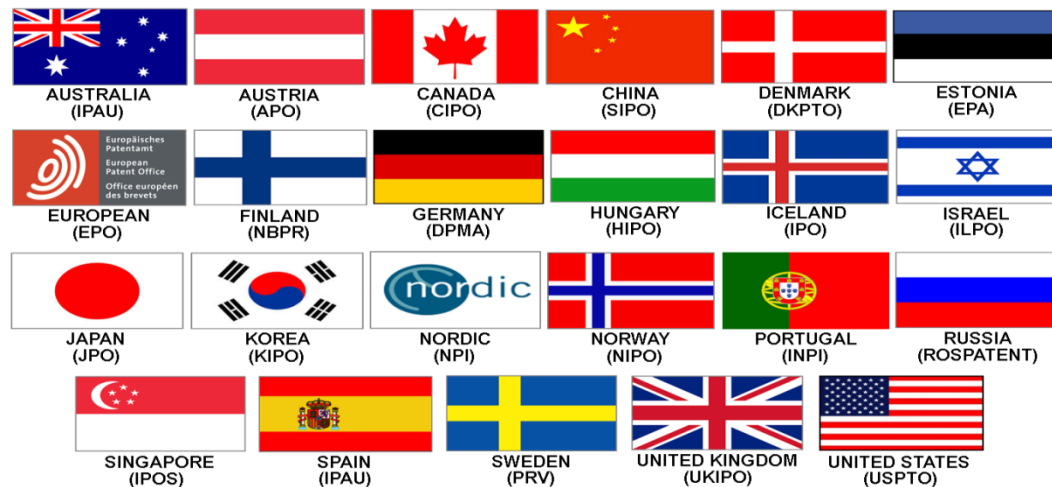 AUSTRALIA
(IPAU)
AUSTRIA
(APO)
CANADA
(CIPO)
CHINA
(SIPO)
DENMARK
(DKPTO)
ESTONIA
(EPA)
Europäisches
Patentamt
European
Patent Office
Office européen
des brevets
EUROPEAN
(EPO)
FINLAND
(NBPR)
GERMANY
(DPMA)
HUNGARY
(HIPO)
ICELAND
(IPO)
ISRAEL
(ILPO)
JAPAN
(JPO)
KOREA
(KIPO)
nordic
NORDIC
(NPI)
NORWAY
(NIPO)
PORTUGAL
(INPI)
RUSSIA
(ROSPATENT)
SINGAPORE
(IPOS)
SPAIN
(IPAU)
SWEDEN
(PRV)
UNITED KINGDOM
(UKIPO)
UNITED STATES
(USPTO)